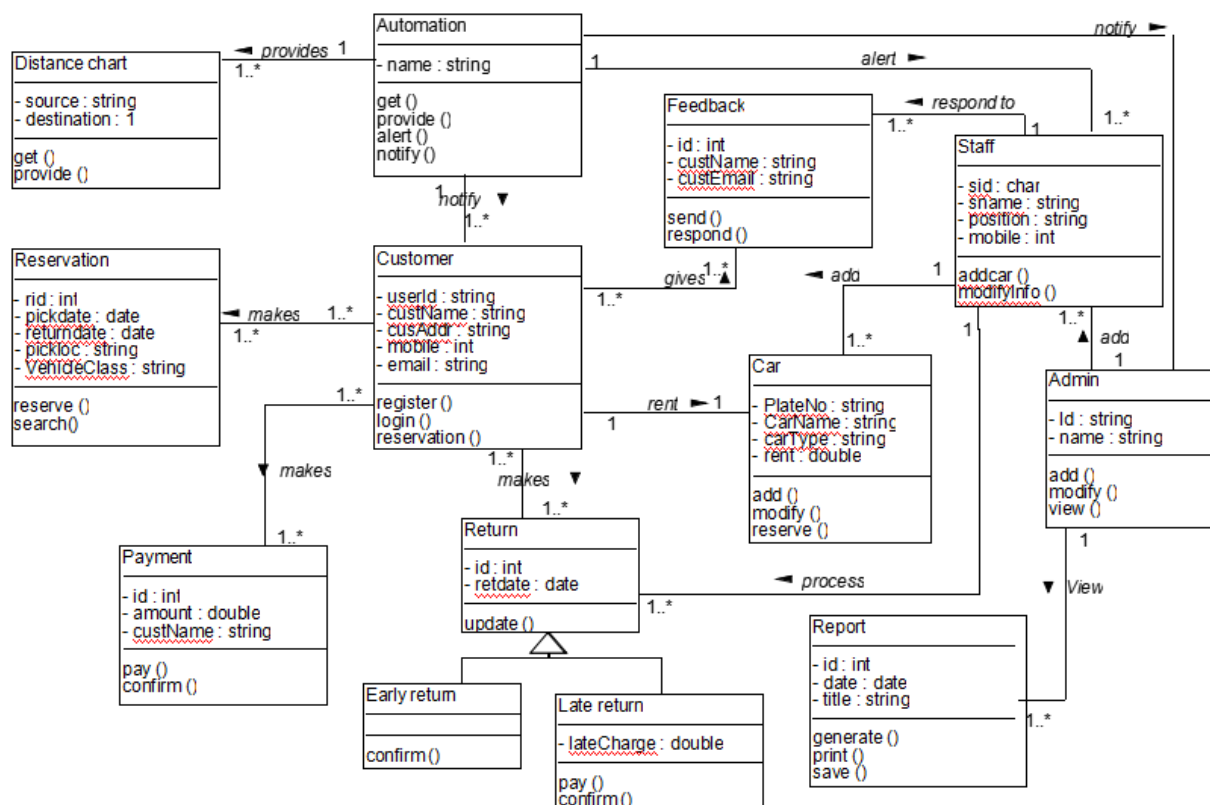 Automation
- name : string
get ()
provide ()
alert ()
notify ()
◄ provides 1
1..*
Distance chart
- source : string
- destination : 1
get ()
provide ()
notify ►
1 alert ►
1..*
Feedback
- id : int
- custName : string
- custEmail : string
send ()
respond ()
◄ respond to
1..* 1
Staff
- sid : char
- sname : string
- position : string
- mobile : int
addcar ()
modifyInfo ()
1
notify ▼
1..*
Reservation
- rid : int
- pickdate : date
- returndate : date
- pickloc : string
- VehicleClass : string
reserve ()
search()
◄ makes 1..*
1..*
Customer
- userId : string
- custName : string
- cusAddr : string
- mobile : int
- email : string
register ()
login ()
reservation ()
gives 1..* ▲
1..*
◄ add 1
1..*
1
1..*
▲ add
1
Car
- PlateNo : string
- CarName : string
- carType : string
- rent : double
add ()
modify ()
reserve ()
rent ► 1
1
Admin
- Id : string
- name : string
add ()
modify ()
view ()
1..*
▼ makes
1..*
1..*
makes ▼
1..*
Payment
- id : int
- amount : double
- custName : string
pay ()
confirm ()
Return
- id : int
- retdate : date
update ()
◄ process
1..*
1
▼ View
1..*
Report
- id : int
- date : date
- title : string
generate ()
print ()
save ()
Early return
confirm ()
Late return
- lateCharge : double
pay ()
confirm ()